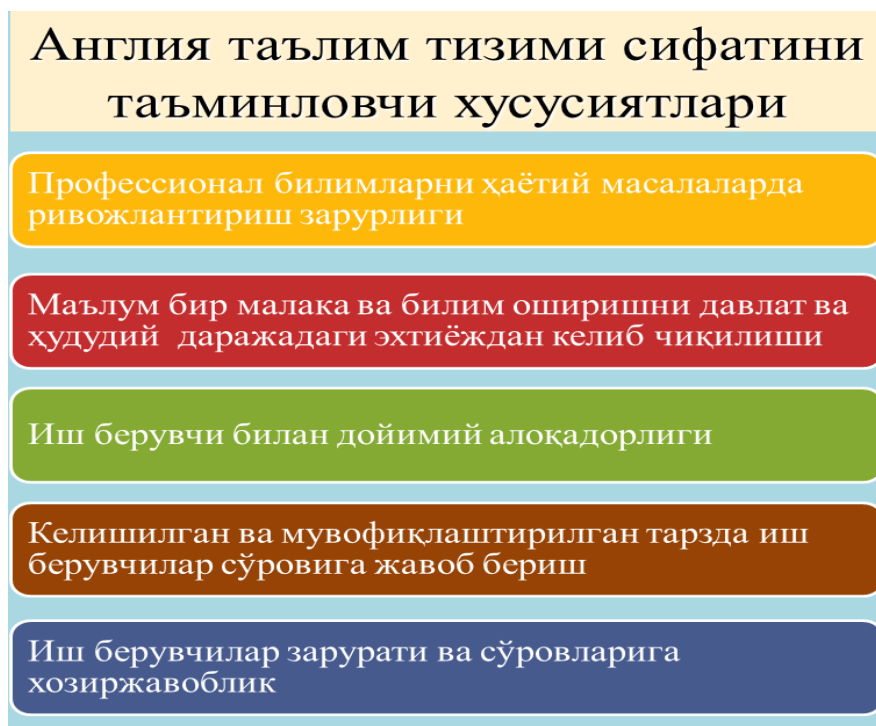 Англия таълим тизими сифатини
таъминловчи хусусиятлари
Профессионал билимларни ҳаётий масалаларда
ривожлантириш зарурлиги
Маълум бир малака ва билим оширишни давлат ва
ҳудудий даражадаги эхтиёждан келиб чиқилиши
Иш берувчи билан дойимий алоқадорлиги
Келишилган ва мувофиқлаштирилган тарзда иш
берувчилар сўровига жавоб бериш
Иш берувчилар зарурати ва сўровларига
хозиржавоблик